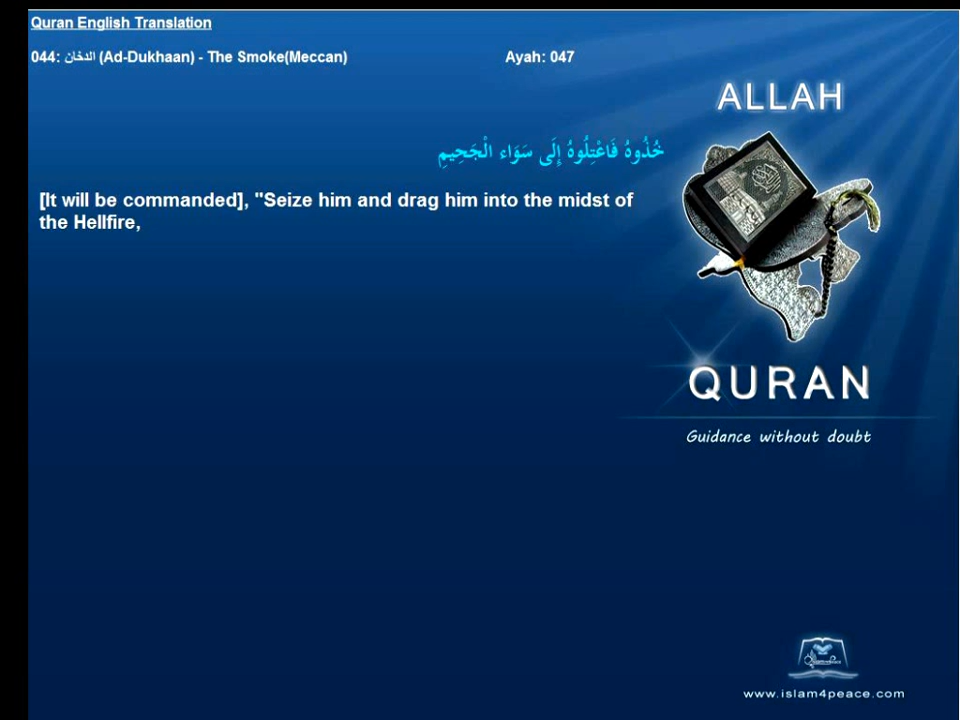 Quran English Translation
044: الدخان (Ad-Dukhaan) - The Smoke(Meccan) Ayah: 047
ALLAH
خُذُوهُ فَاعْتِلُوهُ إِلَى سَوَاء الْجَحِيمِ
[It will be commanded], "Seize him and drag him into the midst of
the Hellfire,
QURAN
Guidance without doubt
www.islam4peace.com